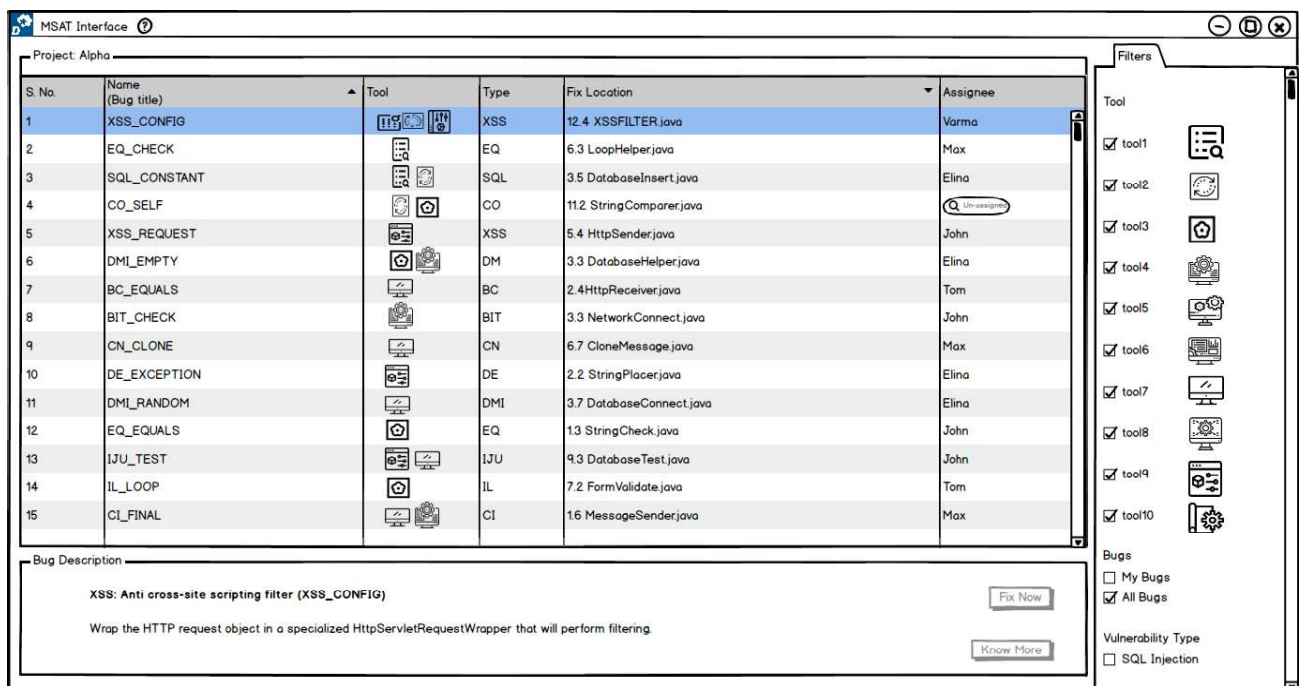 MSAT Interface ?
Project: Alpha
Filters
S. No. Name (Bug title) Tool Type Fix Location Assignee
1 XSS_CONFIG XSS 12.4 XSSFILTER.java Varma
2 EQ_CHECK EQ 6.3 LoopHelper.java Max
3 SQL_CONSTANT SQL 3.5 DatabaseInsert.java Elina
4 CO_SELF CO 11.2 StringComparer.java Un-assigned
5 XSS_REQUEST XSS 5.4 HttpSender.java John
6 DMI_EMPTY DM 3.3 DatabaseHelper.java Elina
7 BC_EQUALS BC 2.4HttpReceiver.java Tom
8 BIT_CHECK BIT 3.3 NetworkConnect.java John
9 CN_CLONE CN 6.7 CloneMessage.java Max
10 DE_EXCEPTION DE 2.2 StringPlacer.java Elina
11 DMI_RANDOM DMI 3.7 DatabaseConnect.java Elina
12 EQ_EQUALS EQ 1.3 StringCheck.java John
13 IJU_TEST IJU 9.3 DatabaseTest.java John
14 IL_LOOP IL 7.2 FormValidate.java Tom
15 CI_FINAL CI 1.6 MessageSender.java Max
Bug Description
XSS: Anti cross-site scripting filter (XSS_CONFIG)
Fix Now
Wrap the HTTP request object in a specialized HttpServletRequestWrapper that will perform filtering.
Know More
Tool
tool1
tool2
tool3
tool4
tool5
tool6
tool7
tool8
tool9
tool10
Bugs
My Bugs
All Bugs
Vulnerability Type
SQL Injection